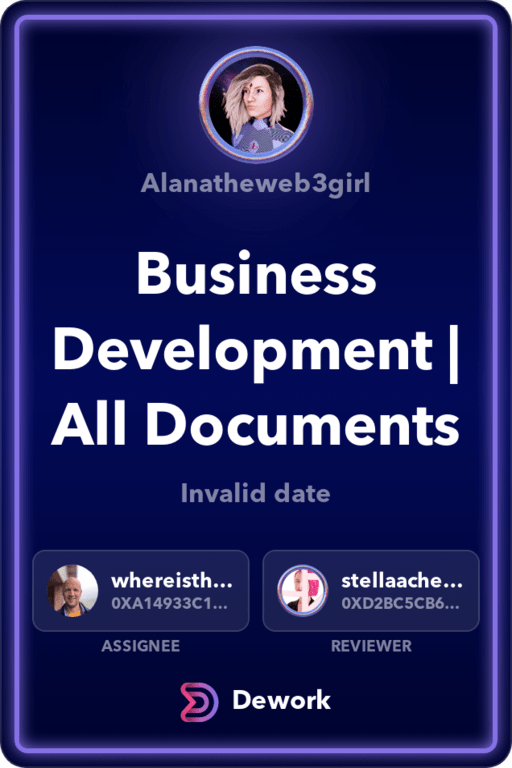 Alanatheweb3girl
Business
Development |
All Documents
Invalid date
whereisth...
0XA14933C1...
stellaache...
0XD2BC5CB6...
ASSIGNEE
REVIEWER
Dework